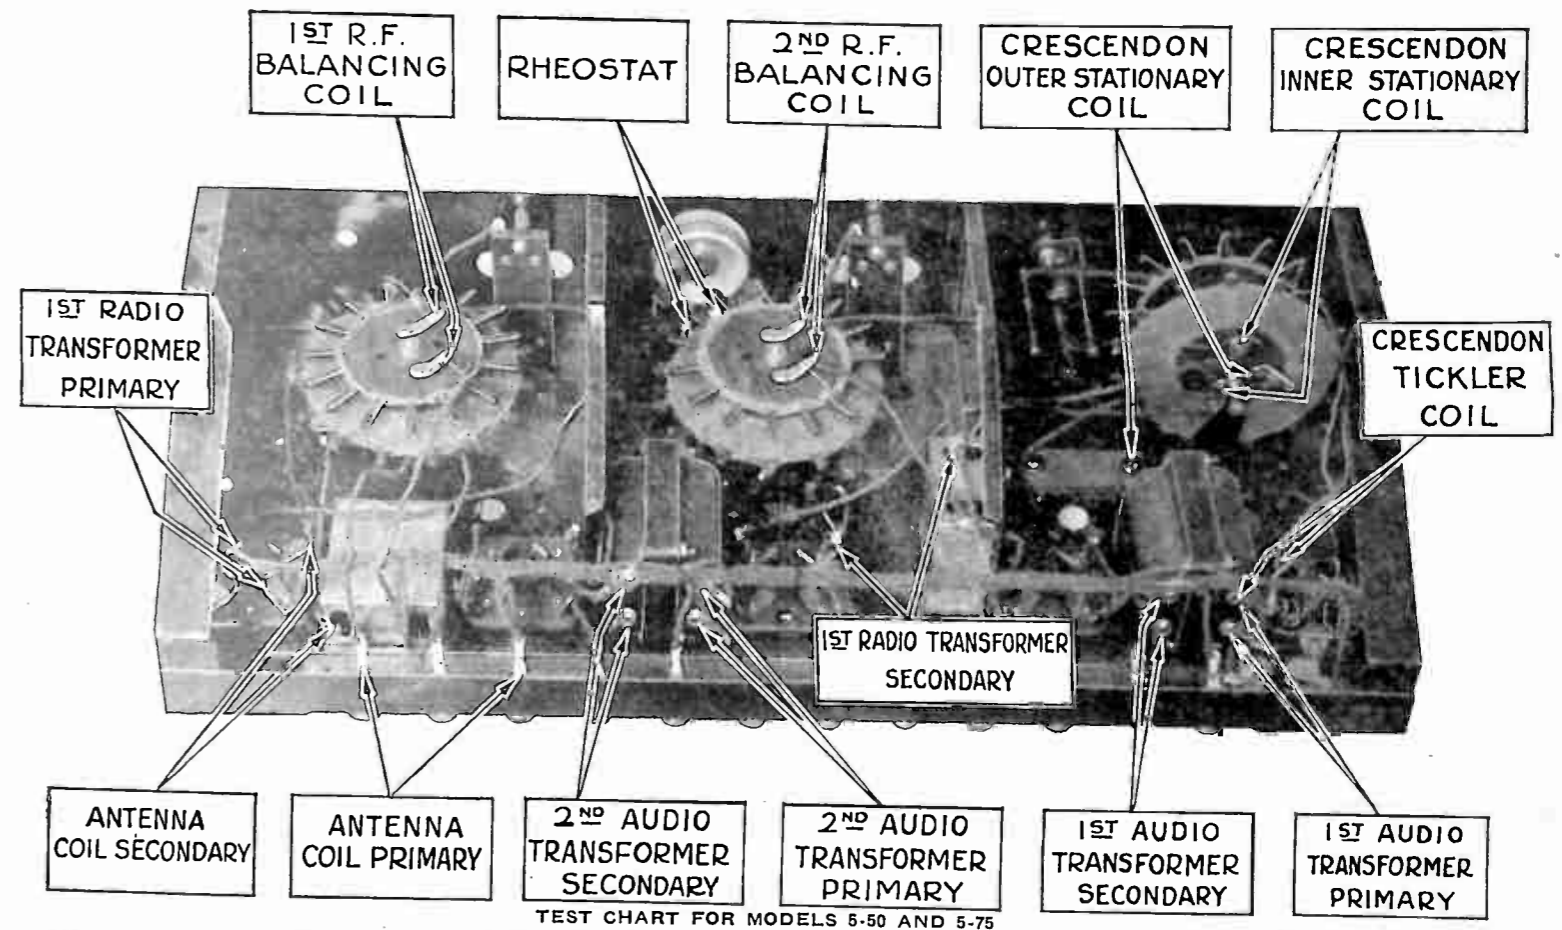 1ST R.F.
BALANCING
COIL
RHEOSTAT
2ND R.F.
BALANCING
COIL
CRESCENDON
OUTER STATIONARY
COIL
CRESCENDON
INNER STATIONARY
COIL
1ST RADIO
TRANSFORMER
PRIMARY
CRESCENDON
TICKLER
COIL
1ST RADIO TRANSFORMER
SECONDARY
ANTENNA
COIL SECONDARY
ANTENNA
COIL PRIMARY
2ND AUDIO
TRANSFORMER
SECONDARY
2ND AUDIO
TRANSFORMER
PRIMARY
1ST AUDIO
TRANSFORMER
SECONDARY
1ST AUDIO
TRANSFORMER
PRIMARY
TEST CHART FOR MODELS 5-50 AND 5-75